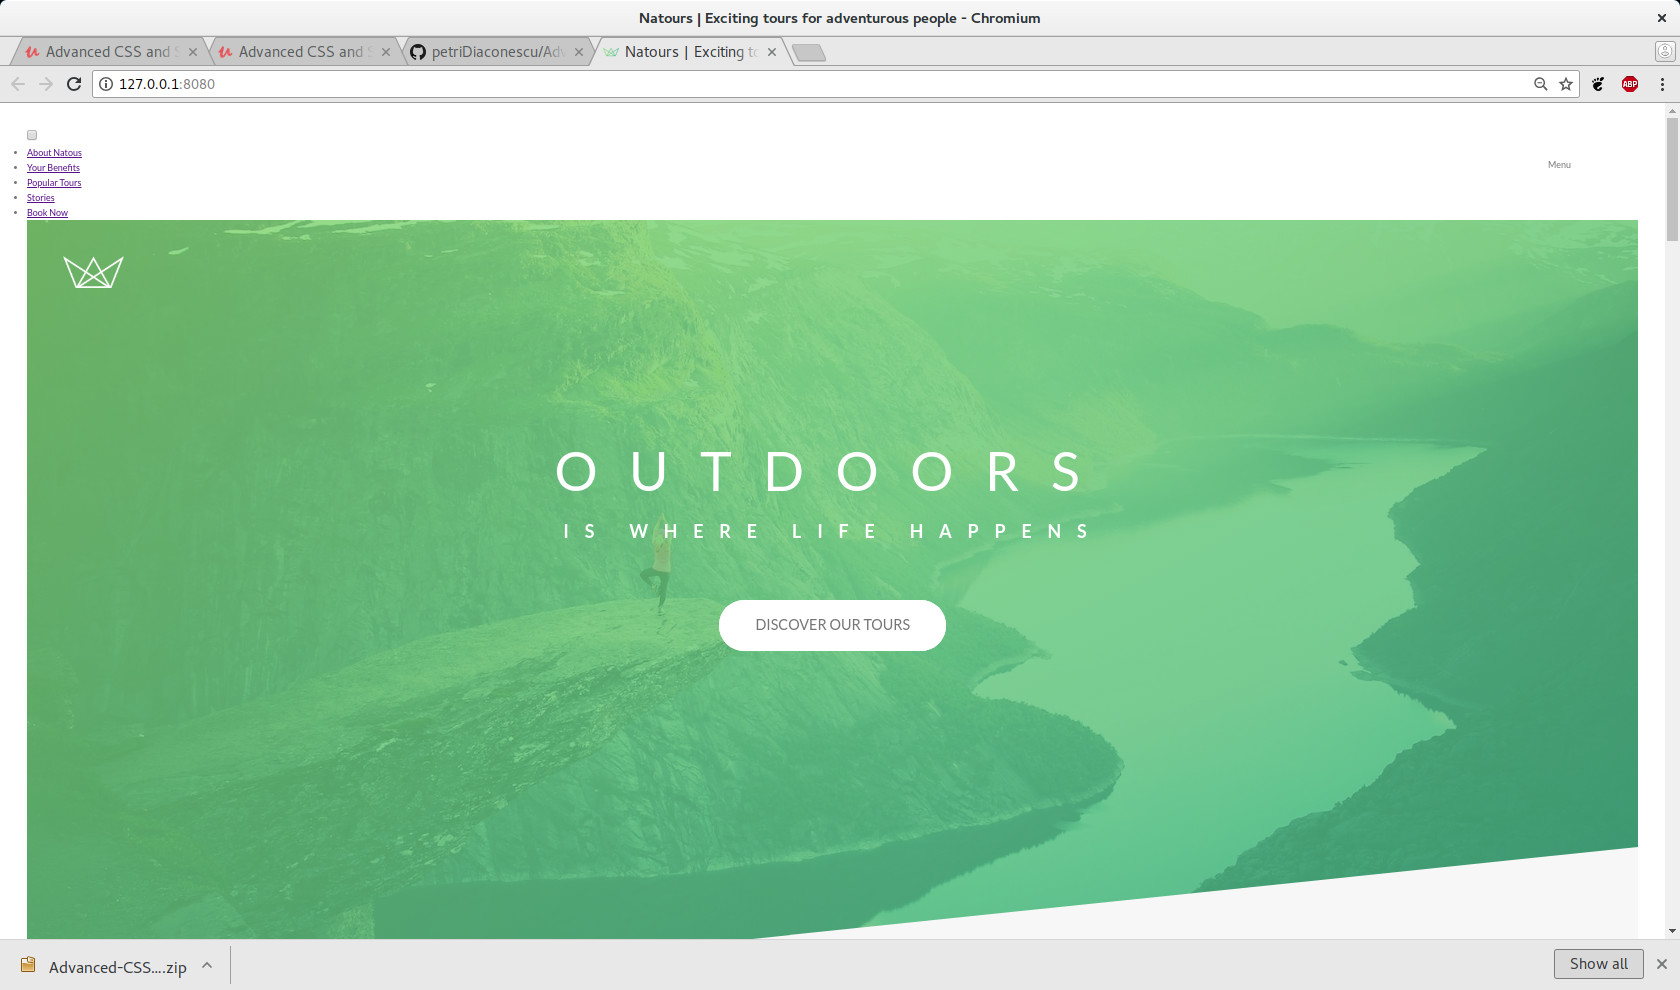 Natours | Exciting tours for adventurous people - Chromium
Advanced CSS and S
Advanced CSS and S
petriDiaconescu/Adv
Natours | Exciting to
127.0.0.1:8080
ABP
About Natous
Your Benefits
Popular Tours
Stories
Book Now
Menu
OUTDOORS
IS WHERE LIFE HAPPENS
DISCOVER OUR TOURS
Advanced-CSS....zip
Show all